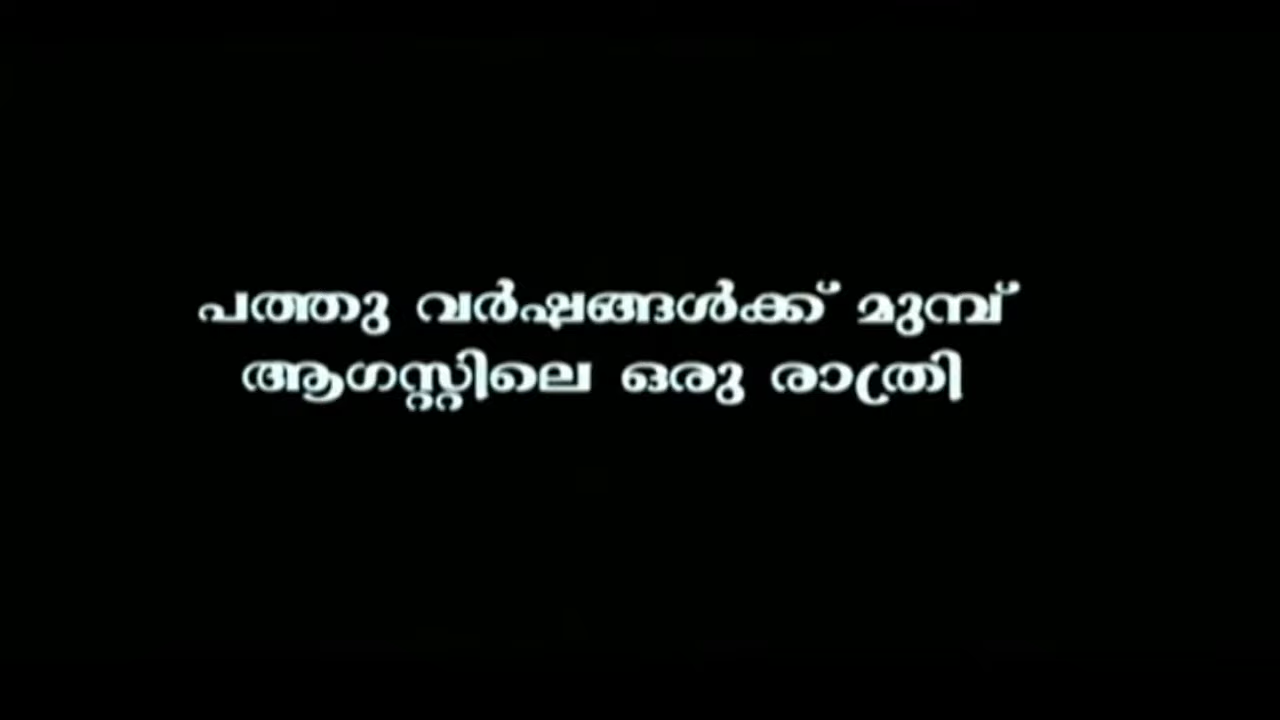 പത്തു വർഷങ്ങൾക്ക് മുമ്പ്
ആഗസ്റ്റിലെ ഒരു രാത്രി